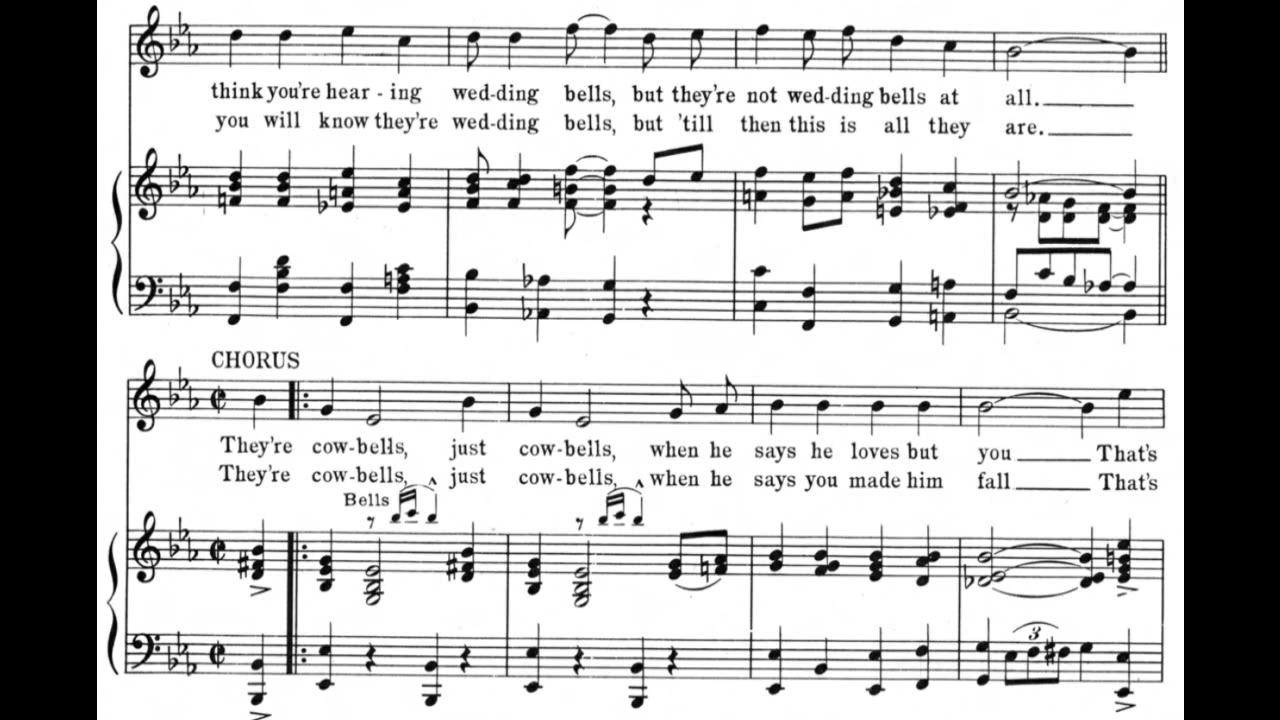 think you're hear - ing wed-ding bells, but they're not wed-ding bells at all.
you will know they're wed-ding bells, but 'till then this is all they are.
CHORUS
They're cow-bells, just cow-bells, when he says he loves but you That's
They're cow-bells, just cow-bells, when he says you made him fall That's
Bells
3